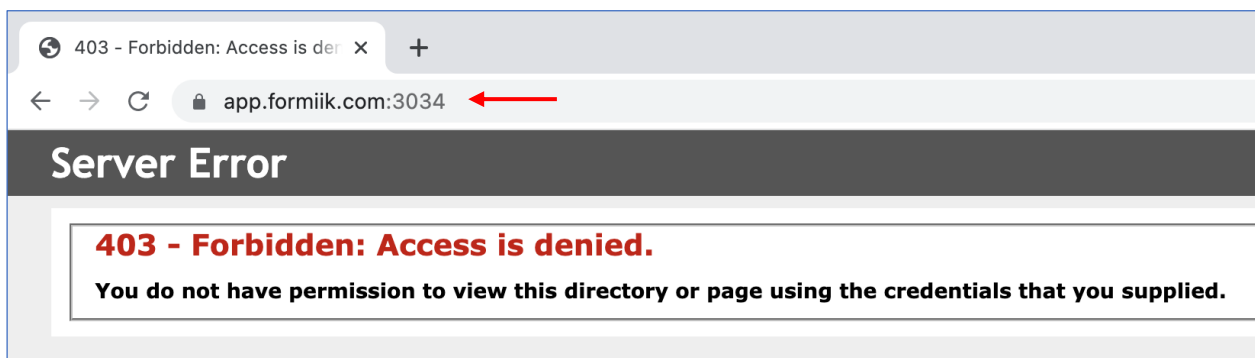 403 - Forbidden: Access is der
app.formiik.com:3034
Server Error
403 - Forbidden: Access is denied.
You do not have permission to view this directory or page using the credentials that you supplied.